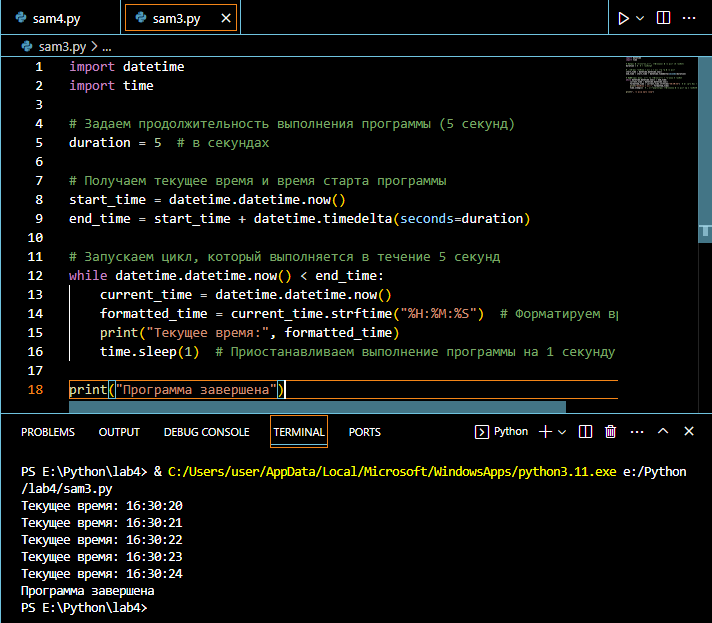 sam4.py sam3.py
sam3.py > ...
1 import datetime
2 import time
3
4 # Задаем продолжительность выполнения программы (5 секунд)
5 duration = 5  # в секундах
6
7 # Получаем текущее время и время старта программы
8 start_time = datetime.datetime.now()
9 end_time = start_time + datetime.timedelta(seconds=duration)
10
11 # Запускаем цикл, который выполняется в течение 5 секунд
12 while datetime.datetime.now() < end_time:
13     current_time = datetime.datetime.now()
14     formatted_time = current_time.strftime("%H:%M:%S")  # Форматируем вр
15     print("Текущее время:", formatted_time)
16     time.sleep(1)  # Приостанавливаем выполнение программы на 1 секунду
17
18 print("Программа завершена")
PROBLEMS OUTPUT DEBUG CONSOLE TERMINAL PORTS Python
PS E:\Python\lab4> & C:/Users/user/AppData/Local/Microsoft/WindowsApps/python3.11.exe e:/Python
/lab4/sam3.py
Текущее время: 16:30:20
Текущее время: 16:30:21
Текущее время: 16:30:22
Текущее время: 16:30:23
Текущее время: 16:30:24
Программа завершена
PS E:\Python\lab4>